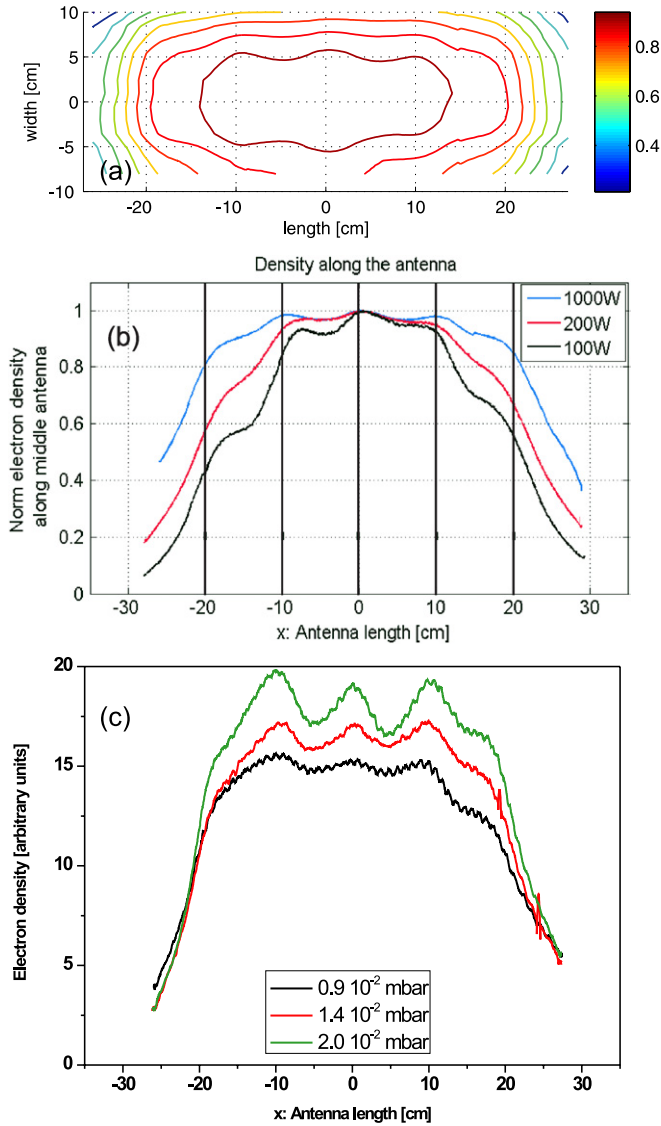 10
5
0
-5
-10
width [cm]
(a)
-20
-10
0
10
20
length [cm]
0.8
0.6
0.4
Density along the antenna
(b)
1000W
200W
100W
1
0.8
0.6
0.4
0.2
0
Norm electron density
along middle antenna
-30
-20
-10
0
10
20
30
x: Antenna length [cm]
(c)
20
15
10
5
0
Electron density [arbitrary units]
0.9 10⁻² mbar
1.4 10⁻² mbar
2.0 10⁻² mbar
-30
-20
-10
0
10
20
30
x: Antenna length [cm]